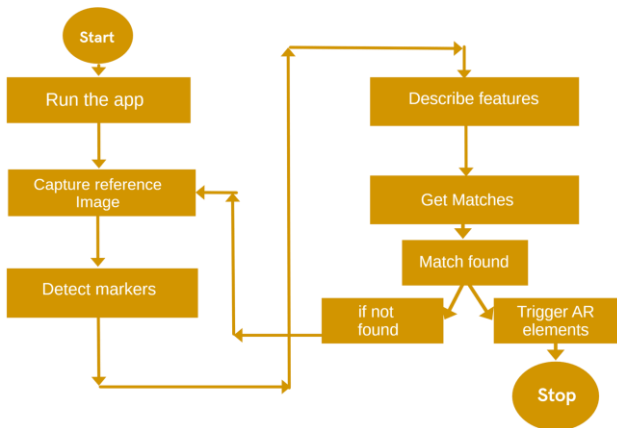 Start
Run the app
Capture reference
Image
Detect markers
Describe features
Get Matches
Match found
if not
found
Trigger AR
elements
Stop